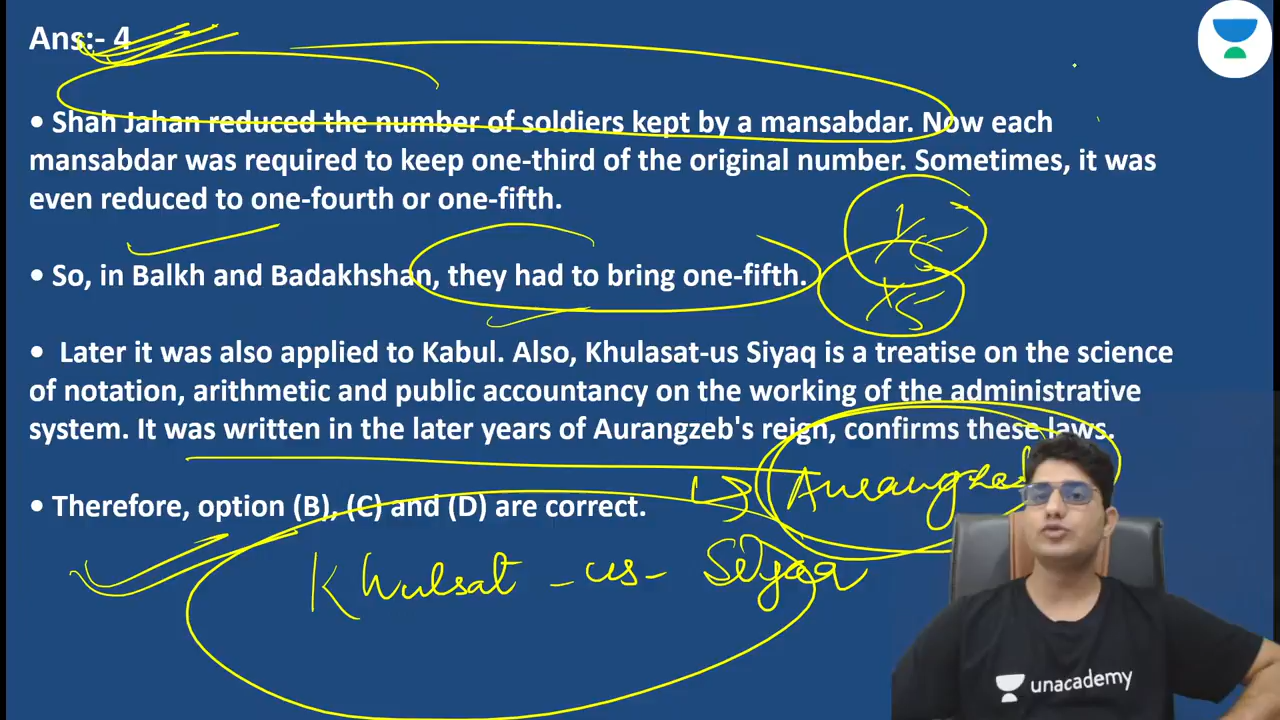 Ans:- 4
• Shah Jahan reduced the number of soldiers kept by a mansabdar. Now each
mansabdar was required to keep one-third of the original number. Sometimes, it was
even reduced to one-fourth or one-fifth.
1/5
• So, in Balkh and Badakhshan, they had to bring one-fifth.
1/5
• Later it was also applied to Kabul. Also, Khulasat-us Siyaq is a treatise on the science
of notation, arithmetic and public accountancy on the working of the administrative
system. It was written in the later years of Aurangzeb's reign, confirms these laws.
Aurangzeb
• Therefore, option (B), (C) and (D) are correct.
Khulsat -us- Siyaq
unacademy